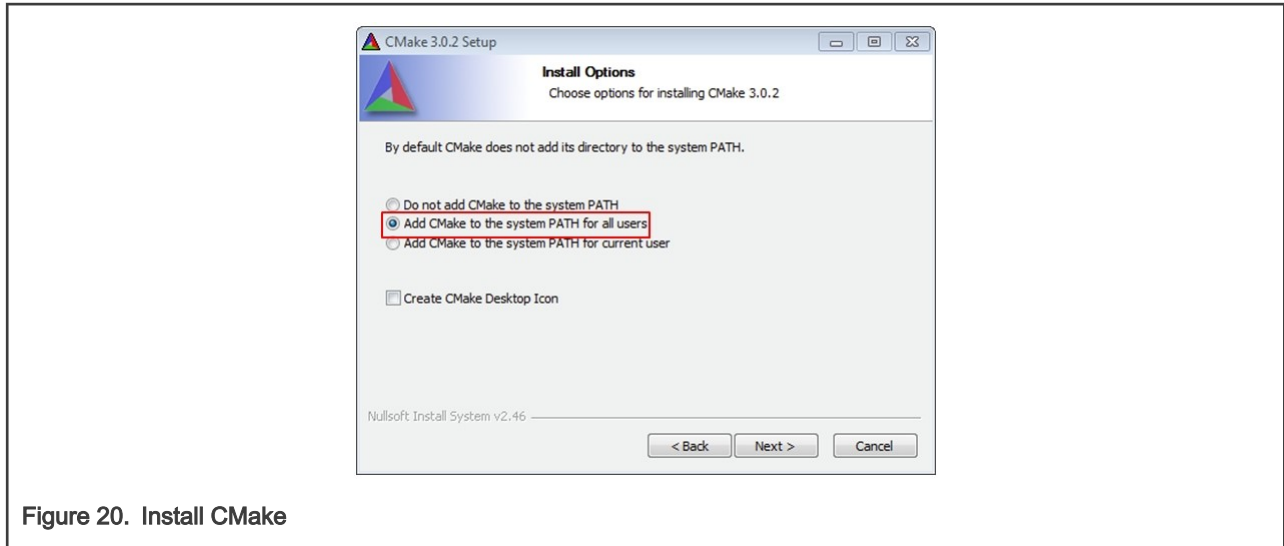 CMake 3.0.2 Setup
Install Options
Choose options for installing CMake 3.0.2
By default CMake does not add its directory to the system PATH.
Do not add CMake to the system PATH
Add CMake to the system PATH for all users
Add CMake to the system PATH for current user
Create CMake Desktop Icon
Nullsoft Install System v2.46
< Back Next > Cancel
Figure 20. Install CMake